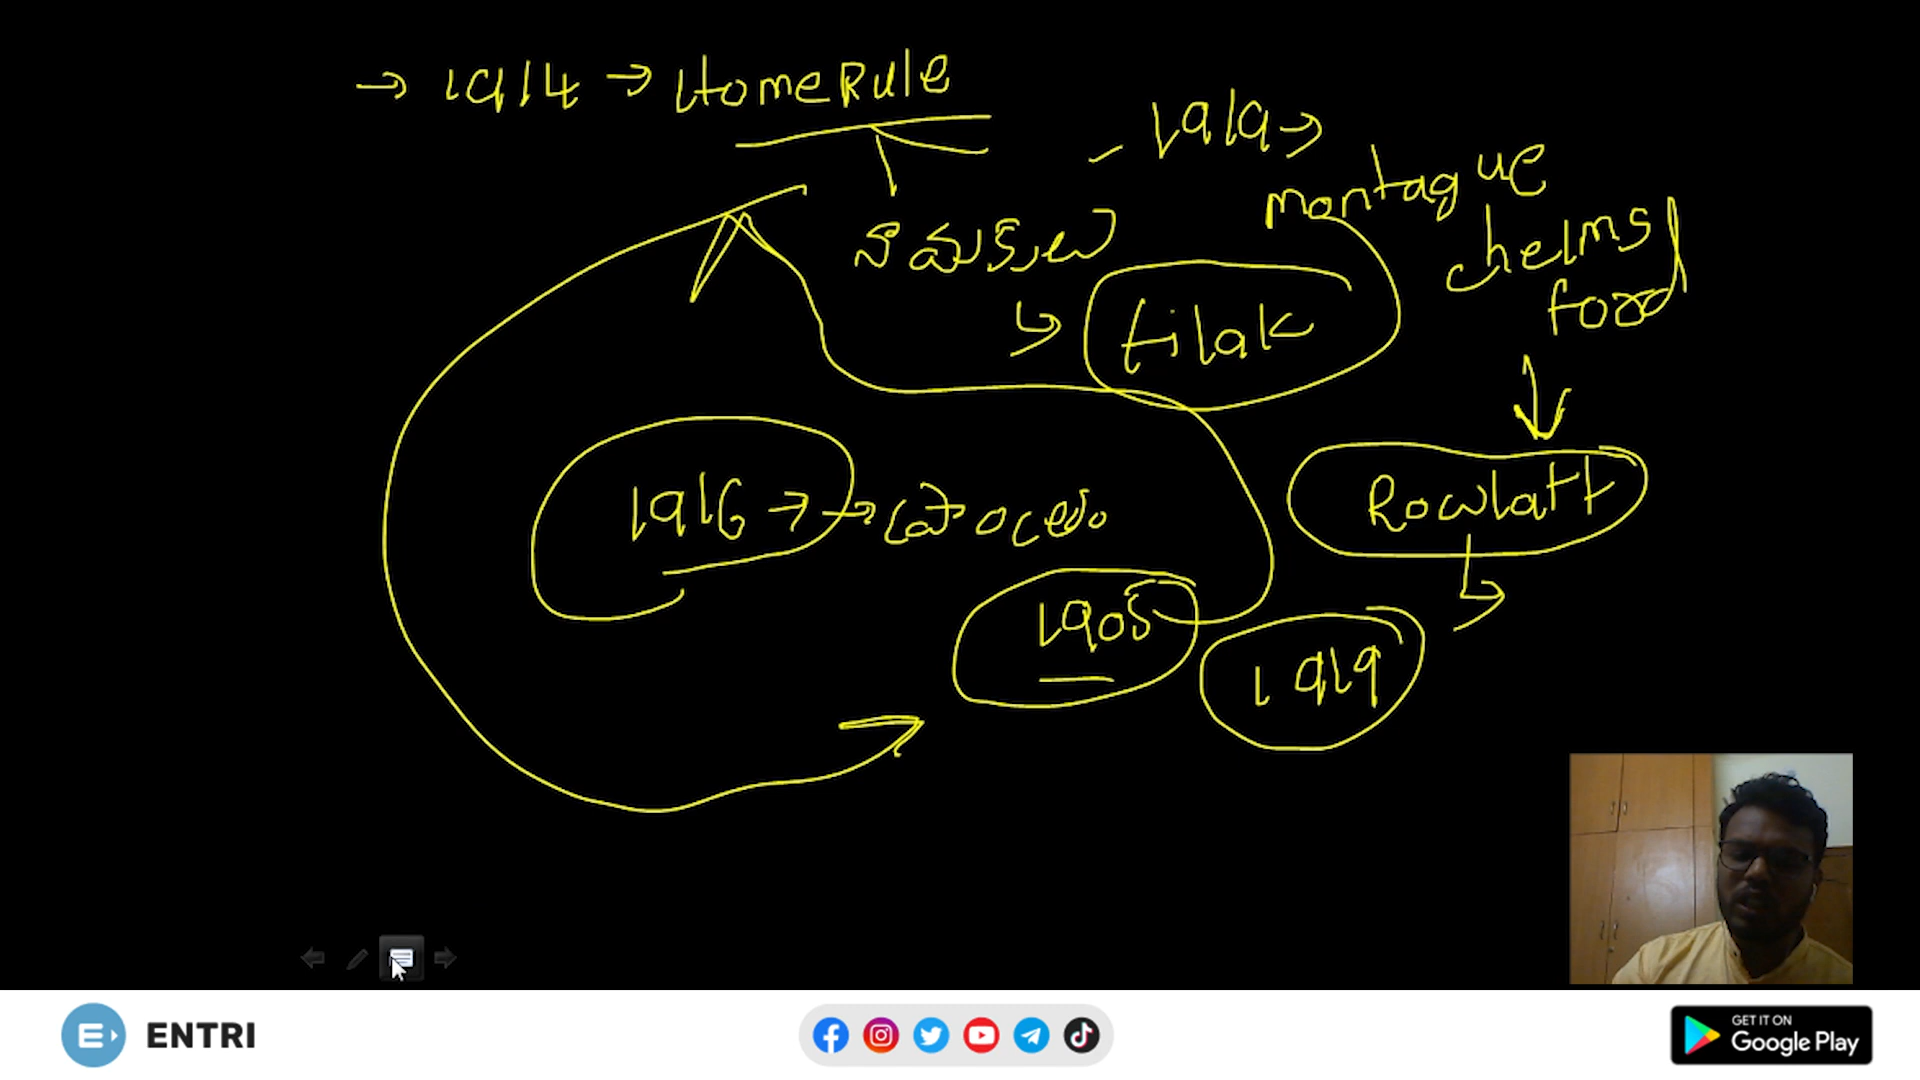 → 1914 → HomeRule
- 1919 →
montague
chelms
ford
tilak
Rowlatt
1916 →
1905
1919
ENTRI
GET IT ON
Google Play